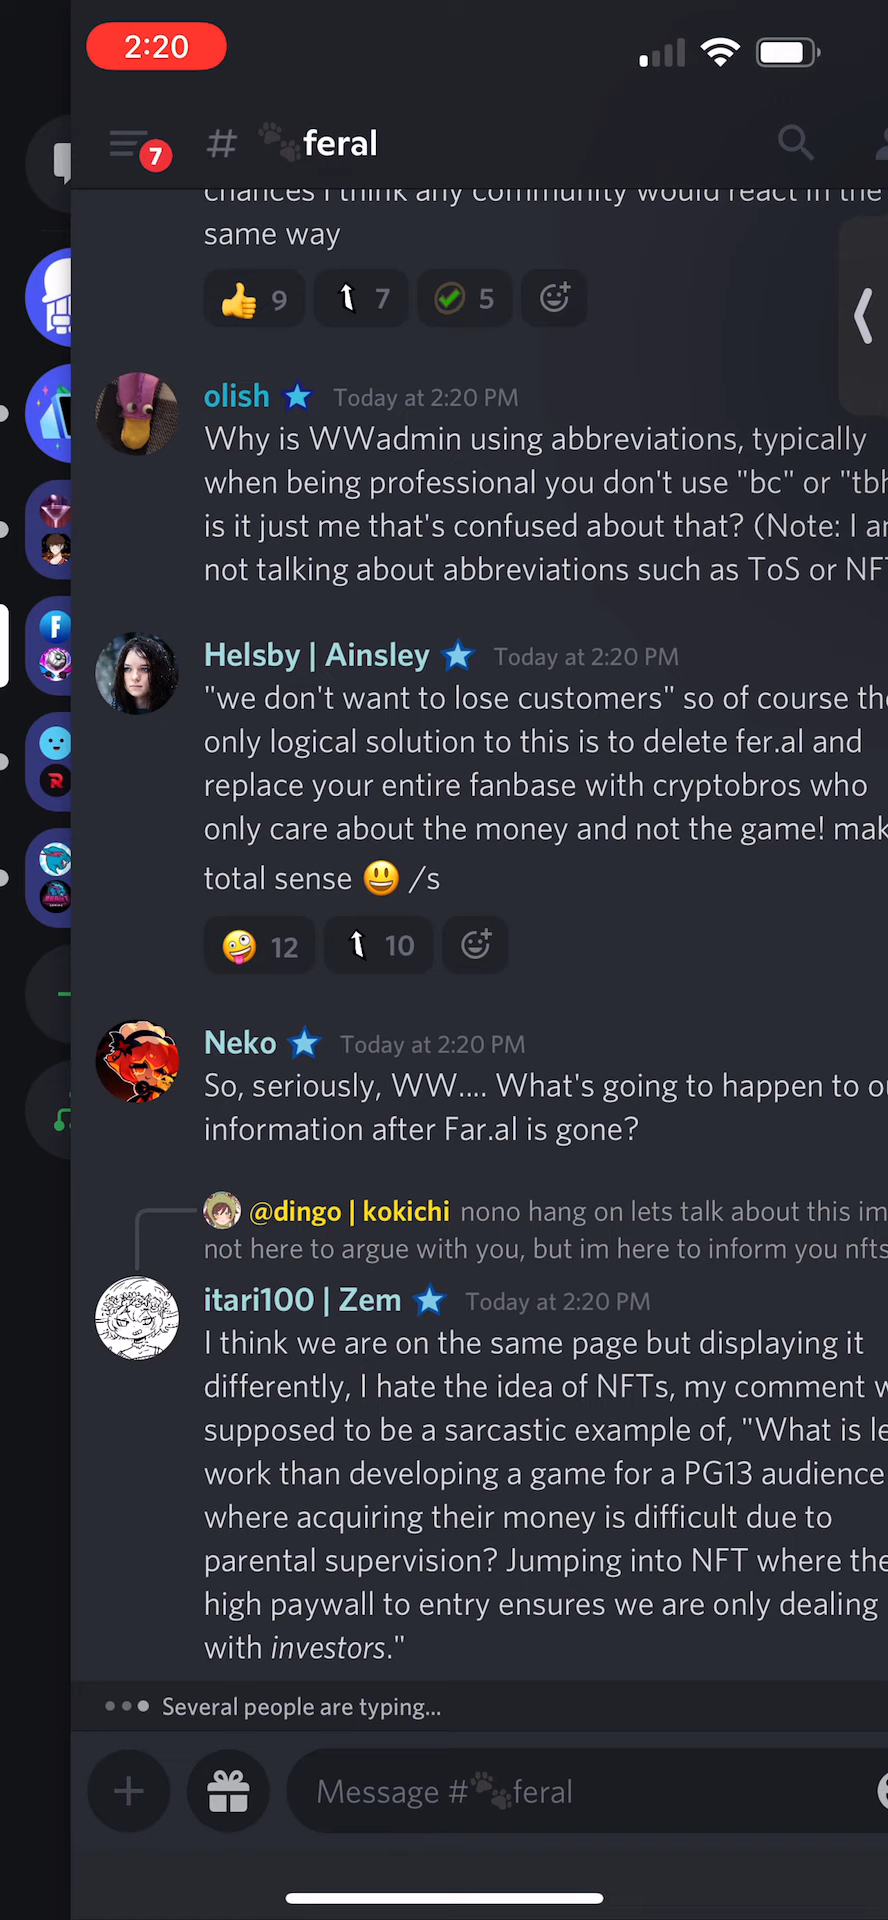 2:20
7
# feral
chances I think any community would react in the
same way
9 7 5
olish Today at 2:20 PM
Why is WWadmin using abbreviations, typically
when being professional you don't use "bc" or "tbh
is it just me that's confused about that? (Note: I
not talking about abbreviations such as ToS or
Helsby | Ainsley Today at 2:20 PM
"we don't want to lose customers" so of course
only logical solution to this is to delete fer.al and
replace your entire fanbase with cryptobros who
only care about the money and not the game!
total sense 😃 /s
12 10
Neko Today at 2:20 PM
So, seriously, WW.... What's going to happen to
information after Far.al is gone?
@dingo | kokichi nono hang on lets talk about this im
not here to argue with you, but im here to inform you nfts
itari100 | Zem Today at 2:20 PM
I think we are on the same page but displaying it
differently, I hate the idea of NFTs, my comment
supposed to be a sarcastic example of, "What is
work than developing a game for a PG13 audience
where acquiring their money is difficult due to
parental supervision? Jumping into NFT where
high paywall to entry ensures we are only dealing
with investors."
Several people are typing...
Message # feral